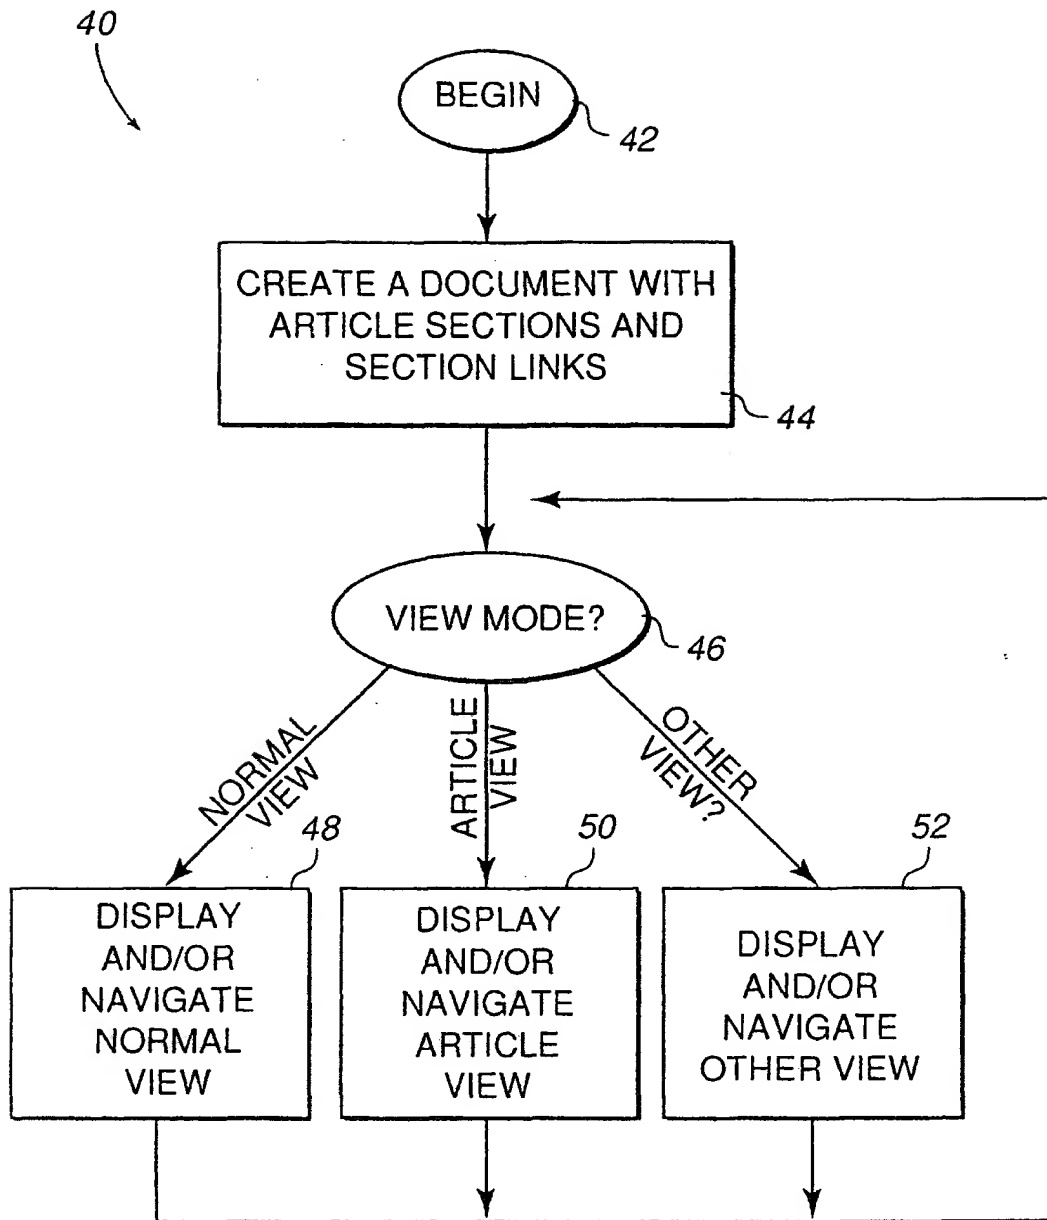 40
BEGIN
42
CREATE A DOCUMENT WITH
ARTICLE SECTIONS AND
SECTION LINKS
44
VIEW MODE?
46
NORMAL
VIEW
ARTICLE
VIEW
OTHER
VIEW?
48
DISPLAY
AND/OR
NAVIGATE
NORMAL
VIEW
50
DISPLAY
AND/OR
NAVIGATE
ARTICLE
VIEW
52
DISPLAY
AND/OR
NAVIGATE
OTHER VIEW